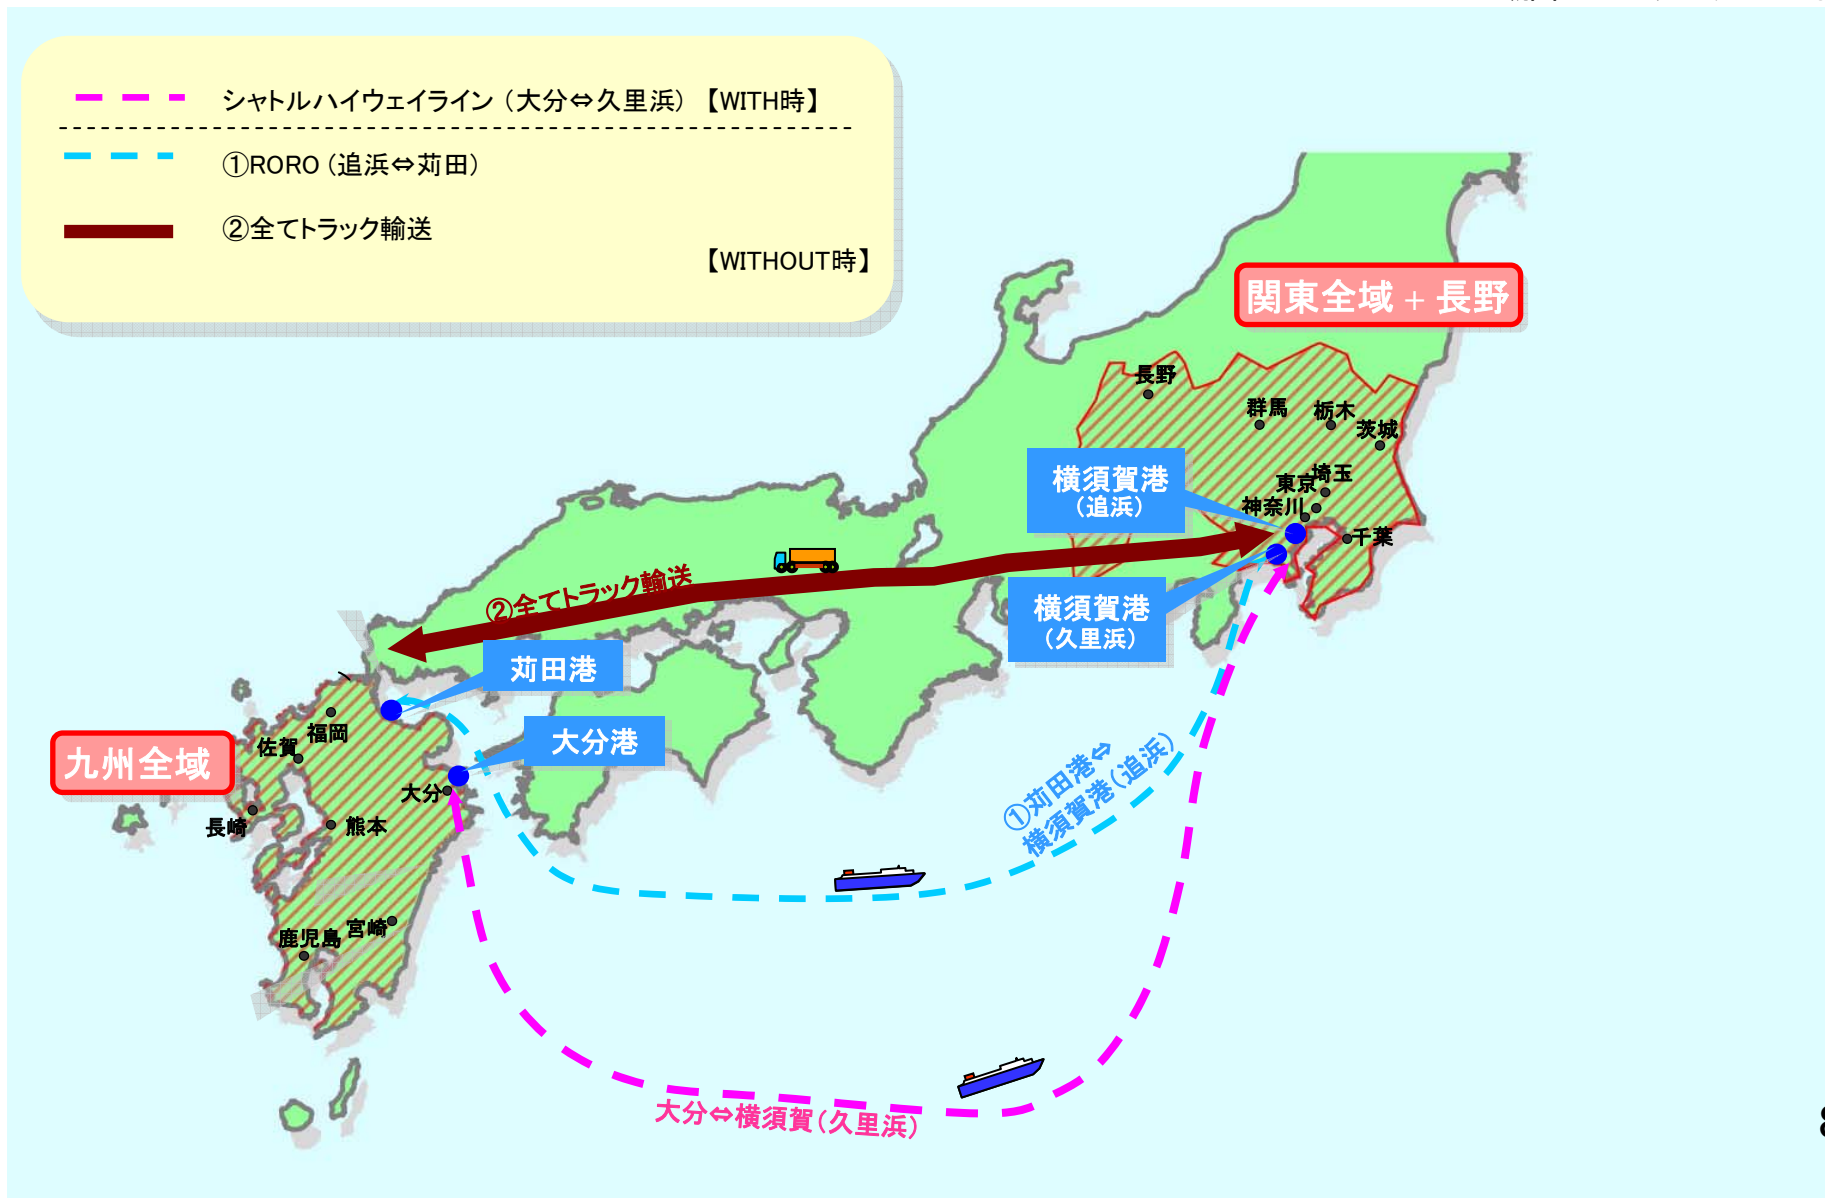 シャトルハイウェイライン（大分⇔久里浜）【WITH時】
①RORO（追浜⇔苅田）
②全てトラック輸送
【WITHOUT時】
関東全域 + 長野
長野
群馬
栃木
茨城
埼玉
東京
神奈川
千葉
横須賀港
（追浜）
横須賀港
（久里浜）
②全てトラック輸送
苅田港
大分港
九州全域
福岡
佐賀
大分
長崎
熊本
宮崎
鹿児島
①苅田港⇔
横須賀港（追浜）
大分⇔横須賀（久里浜）